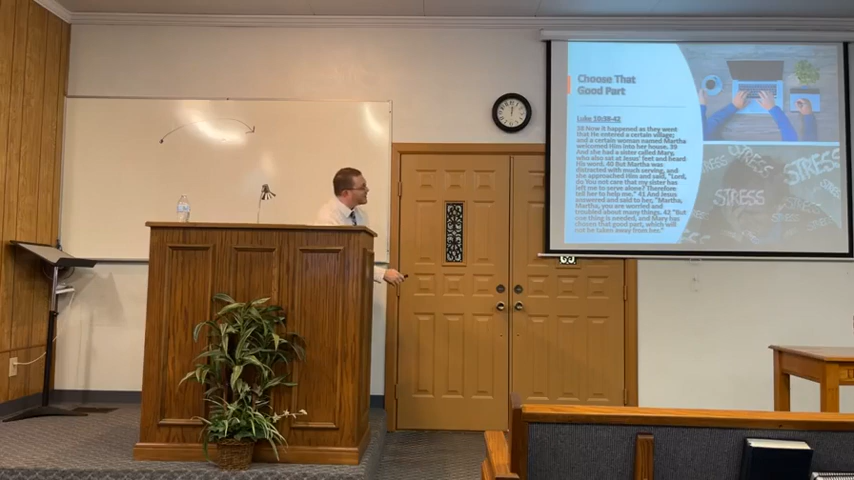 Choose That
Good Part
Luke 10:38-42
38 Now it happened as they went
that He entered a certain village;
and a certain woman named Martha
welcomed Him into her house. 39
And she had a sister called Mary,
who also sat at Jesus' feet and heard
His word. 40 But Martha was
distracted with much serving, and
she approached Him and said, "Lord,
do You not care that my sister has
left me to serve alone? Therefore
tell her to help me." 41 And Jesus
answered and said to her, "Martha,
Martha, you are worried and
troubled about many things. 42 "But
one thing is needed, and Mary has
chosen that good part, which will
not be taken away from her."
STRESS
STRESS
STRESS